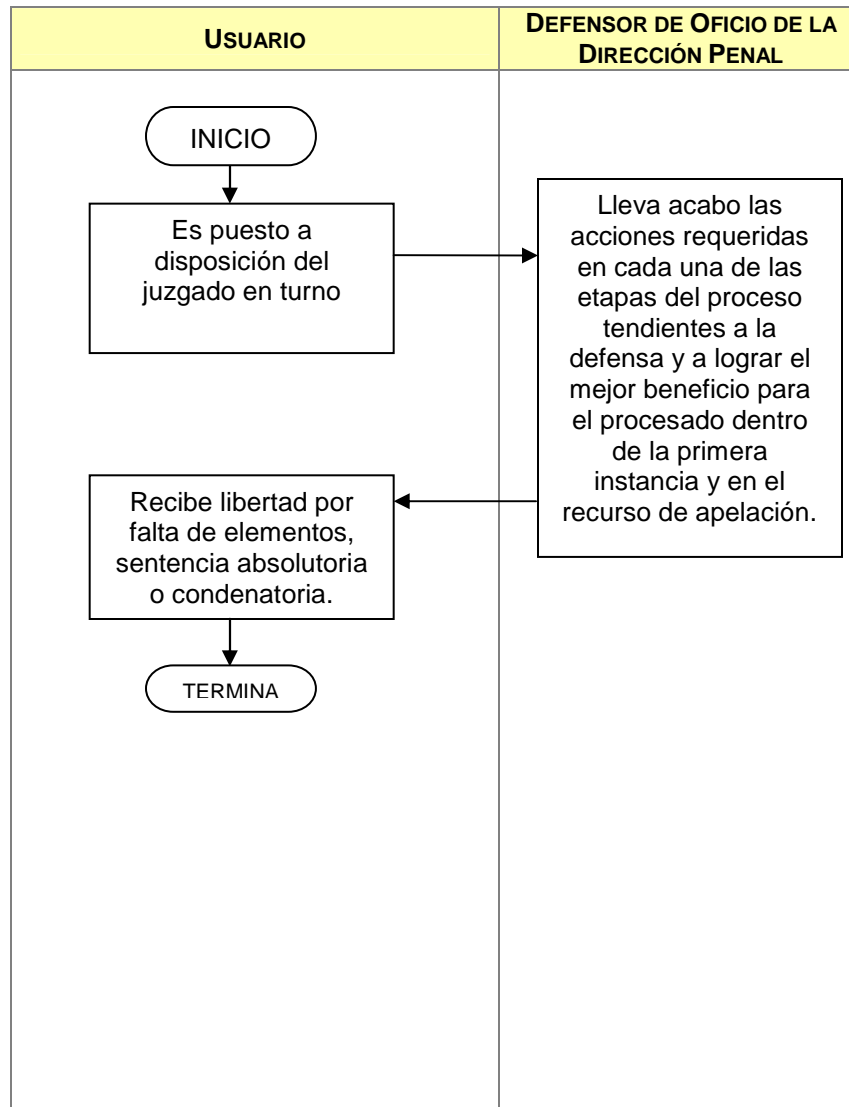 USUARIO
DEFENSOR DE OFICIO DE LA
DIRECCIÓN PENAL
INICIO
Es puesto a
disposición del
juzgado en turno
Lleva acabo las
acciones requeridas
en cada una de las
etapas del proceso
tendientes a la
defensa y a lograr el
mejor beneficio para
el procesado dentro
de la primera
instancia y en el
recurso de apelación.
Recibe libertad por
falta de elementos,
sentencia absolutoria
o condenatoria.
TERMINA